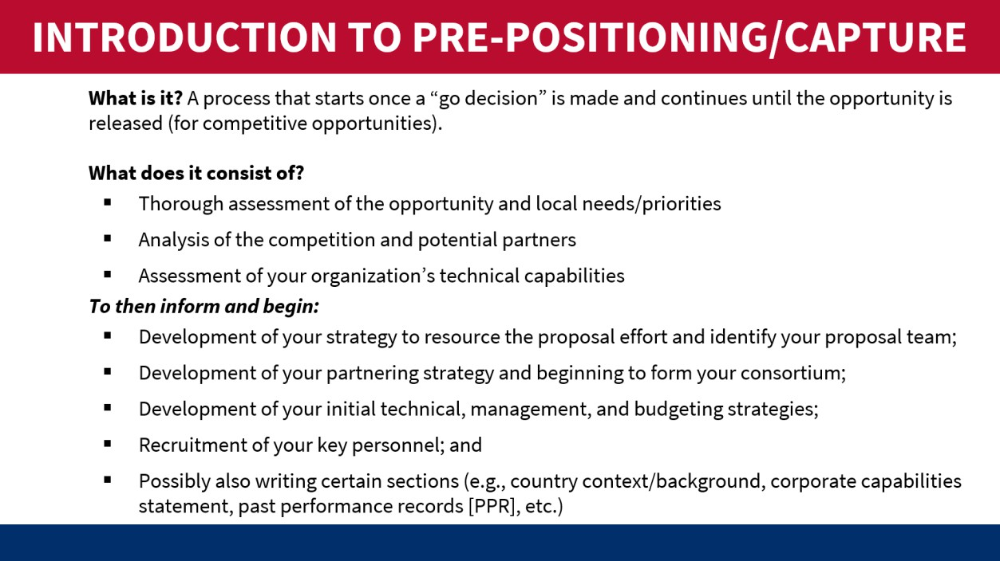 INTRODUCTION TO PRE-POSITIONING/CAPTURE
What is it? A process that starts once a “go decision” is made and continues until the opportunity is
released (for competitive opportunities).
What does it consist of?
▪ Thorough assessment of the opportunity and local needs/priorities
▪ Analysis of the competition and potential partners
▪ Assessment of your organization’s technical capabilities
To then inform and begin:
▪ Development of your strategy to resource the proposal effort and identify your proposal team;
▪ Development of your partnering strategy and beginning to form your consortium;
▪ Development of your initial technical, management, and budgeting strategies;
▪ Recruitment of your key personnel; and
▪ Possibly also writing certain sections (e.g., country context/background, corporate capabilities
statement, past performance records [PPR], etc.)